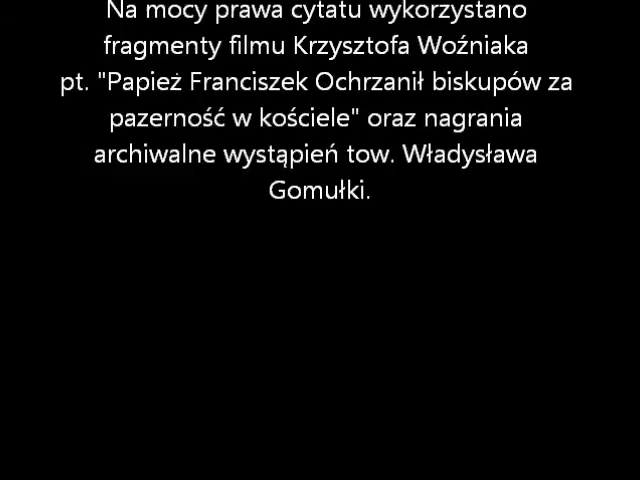 Na mocy prawa cytatu wykorzystano
fragmenty filmu Krzysztofa Woźniaka
pt. "Papież Franciszek Ochrzanił biskupów za
pazerność w kościele" oraz nagrania
archiwalne wystąpień tow. Władysława
Gomułki.